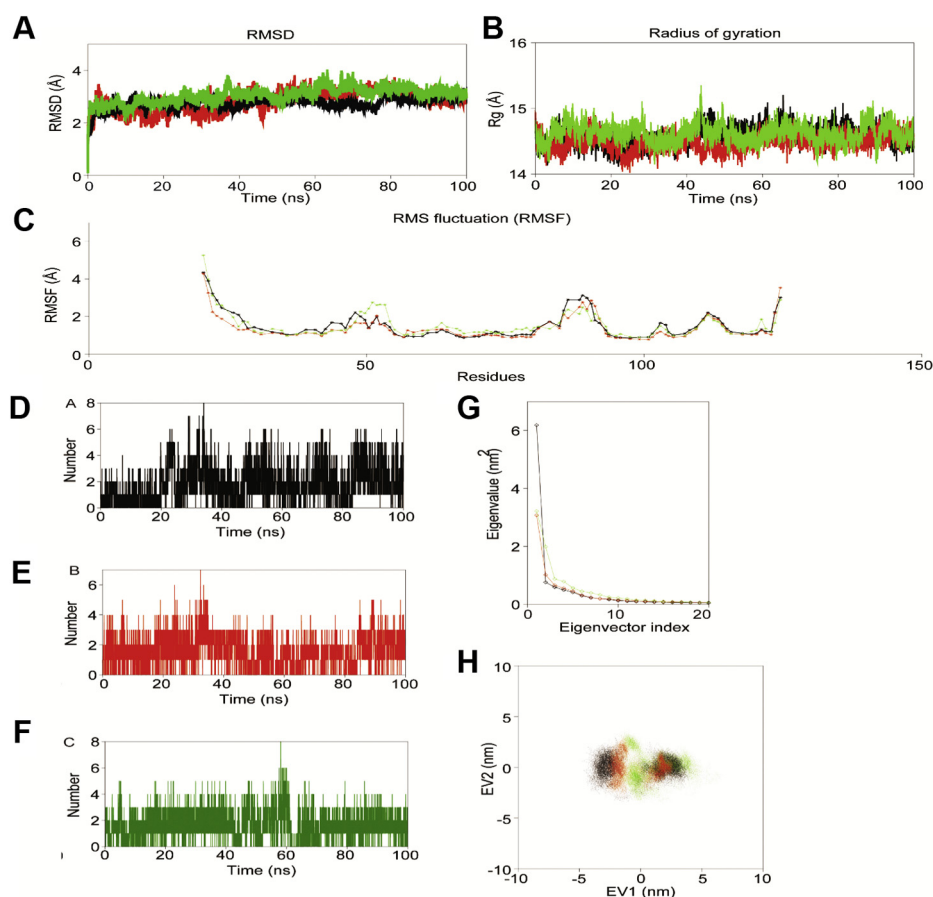 A
RMSD
RMSD (Å)
4
2
0
0 20 40 60 80 100
Time (ns)
B
Radius of gyration
Rg (Å)
16
15
14
0 20 40 60 80 100
Time (ns)
C
RMS fluctuation (RMSF)
RMSF (Å)
6
4
2
0
0 50 100 150
Residues
D
A
Number
8
6
4
2
0
0 20 40 60 80 100
Time (ns)
E
B
Number
6
4
2
0
0 20 40 60 80 100
Time (ns)
F
C
Number
8
6
4
2
0
0 20 40 60 80 100
Time (ns)
G
Eigenvalue (nm2)
6
4
2
0
0 10 20
Eigenvector index
H
EV2 (nm)
10
5
0
-5
-10
-10 -5 0 5 10
EV1 (nm)